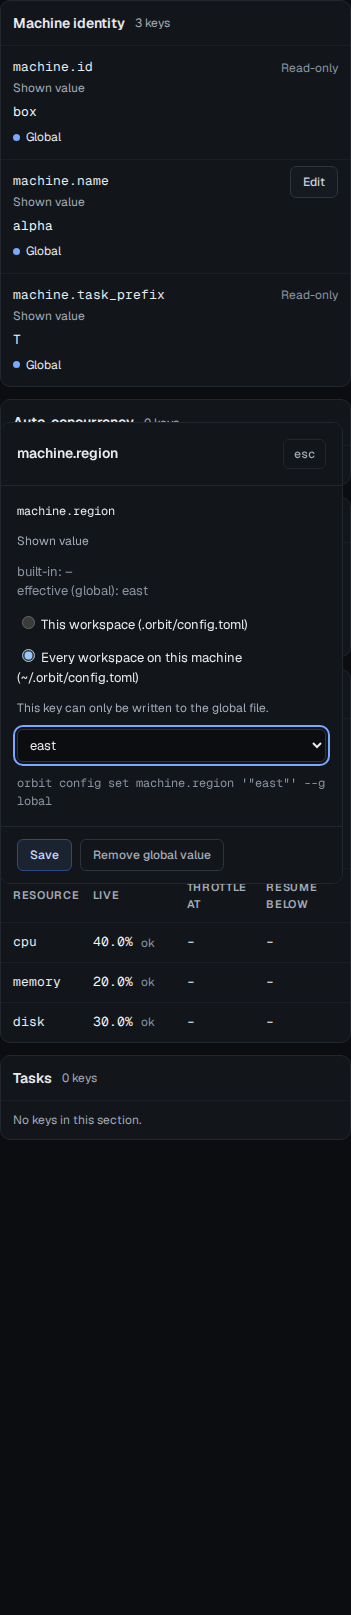 Machine identity 3 keys
machine.id Read-only
Shown value
box
Global
machine.name Edit
Shown value
alpha
Global
machine.task_prefix Read-only
Shown value
T
Global
Auto-concurrency 0 keys
machine.region esc
machine.region
Shown value
built-in: –
effective (global): east
This workspace (.orbit/config.toml)
Every workspace on this machine
(~/.orbit/config.toml)
This key can only be written to the global file.
east
orbit config set machine.region '"east"' --g
lobal
Save Remove global value
RESOURCE LIVE THROTTLE AT RESUME BELOW
cpu 40.0% ok – –
memory 20.0% ok – –
disk 30.0% ok – –
Tasks 0 keys
No keys in this section.